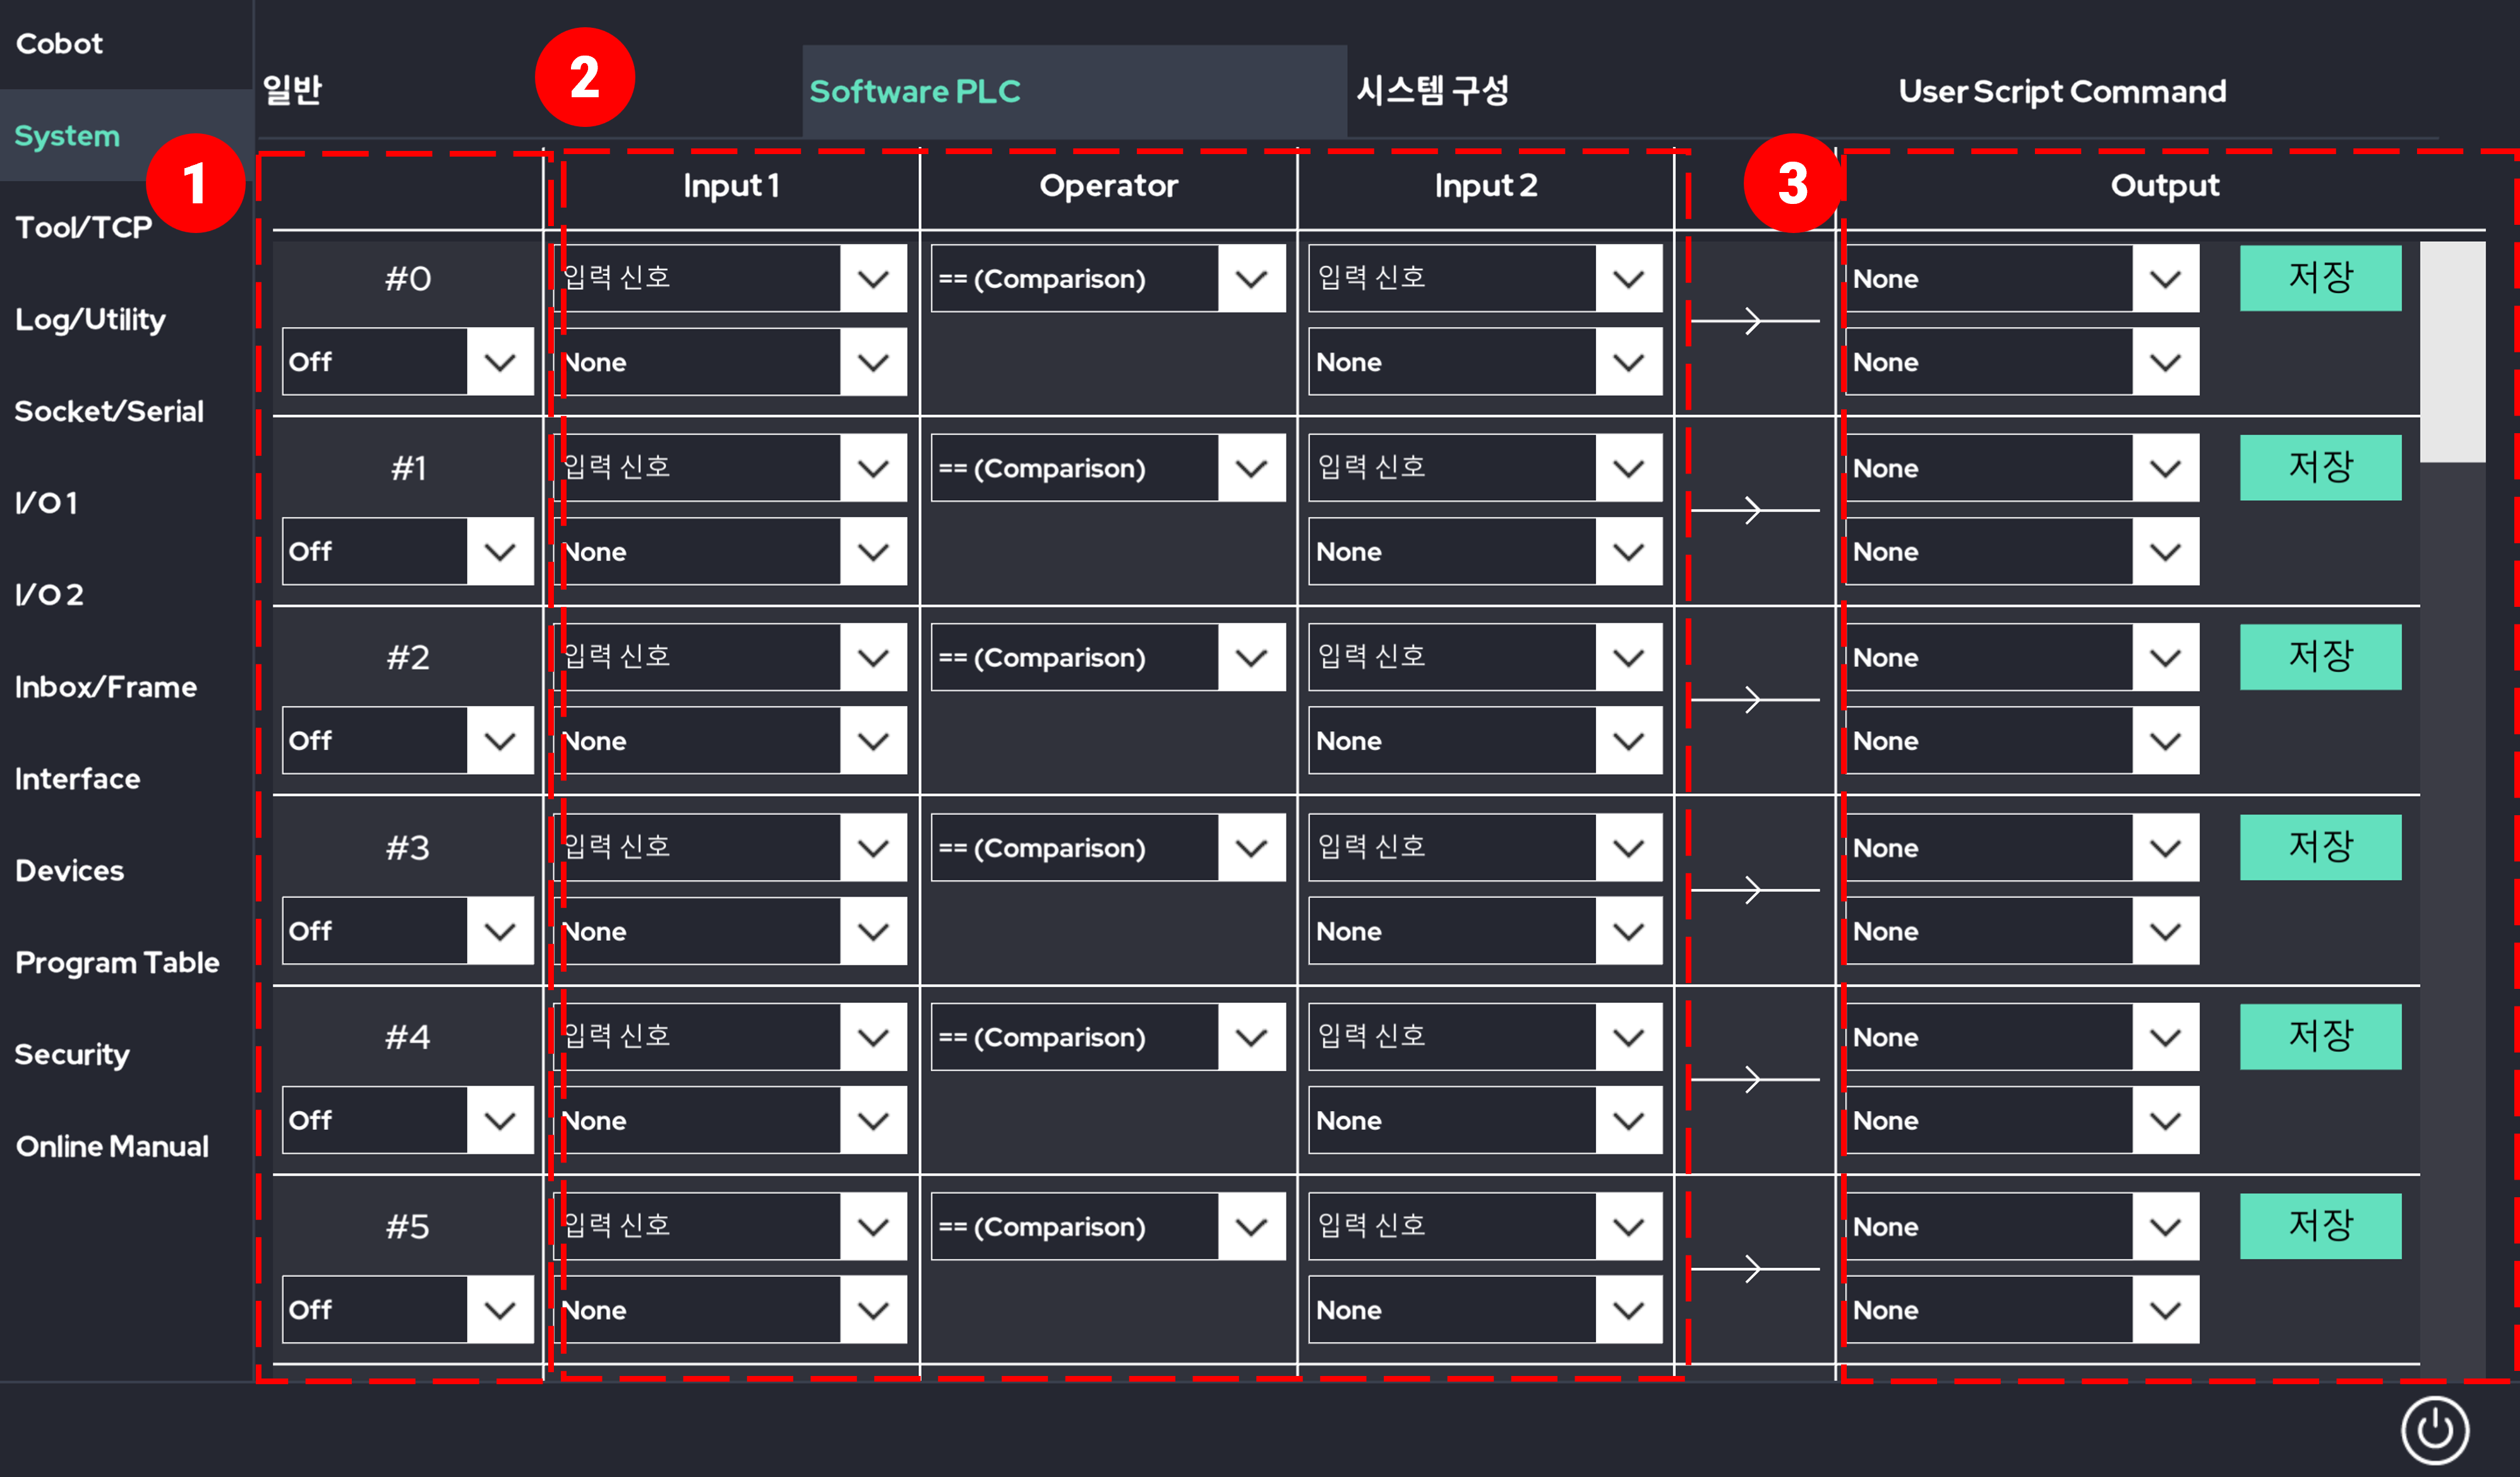 Cobot
System
Tool/TCP
Log/Utility
Socket/Serial
I/O 1
I/O 2
Inbox/Frame
Interface
Devices
Program Table
Security
Online Manual
일반 2 Software PLC 시스템 구성 User Script Command
1 3
Input 1 Operator Input 2 Output
#0 입력 신호 == (Comparison) 입력 신호 None 저장
Off None None None
#1 입력 신호 == (Comparison) 입력 신호 None 저장
Off None None None
#2 입력 신호 == (Comparison) 입력 신호 None 저장
Off None None None
#3 입력 신호 == (Comparison) 입력 신호 None 저장
Off None None None
#4 입력 신호 == (Comparison) 입력 신호 None 저장
Off None None None
#5 입력 신호 == (Comparison) 입력 신호 None 저장
Off None None None